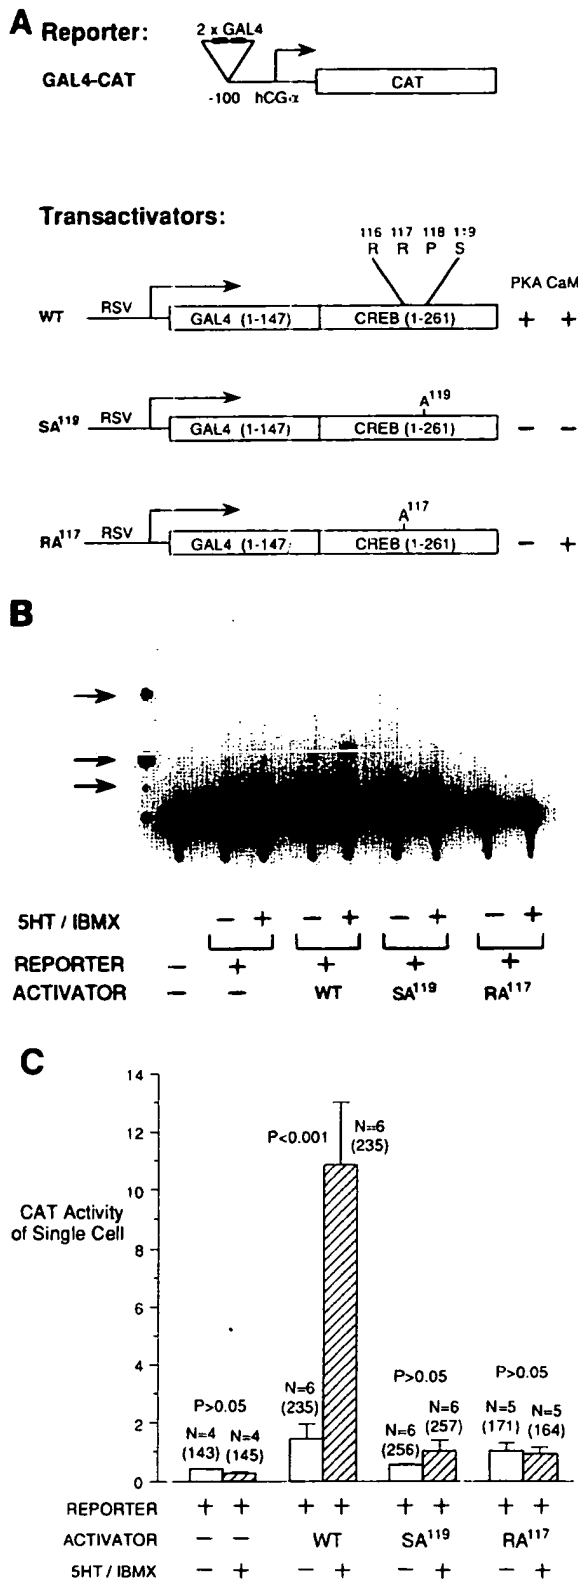 A Reporter:
2 x GAL4
GAL4-CAT
CAT
-100 hCG-α
Transactivators:
116 117 118 119
R R P S
PKA CaM
WT RSV GAL4 (1-147) CREB (1-261) + +
A119
SA119 RSV GAL4 (1-147) CREB (1-261) - -
A117
RA117 RSV GAL4 (1-147) CREB (1-261) - +
B
5HT / IBMX - + - + - + - +
REPORTER - + + + +
ACTIVATOR - - WT SA119 RA117
C
14
12
10
8
6
4
2
0
CAT Activity
of Single Cell
P>0.05
N=4
(143)
N=4
(145)
P<0.001
N=6
(235)
N=6
(235)
P>0.05
N=6
(256)
N=6
(257)
P>0.05
N=5
(171)
N=5
(164)
REPORTER + + + + + + + +
ACTIVATOR - - WT SA119 RA117
5HT / IBMX - + - + - + - +